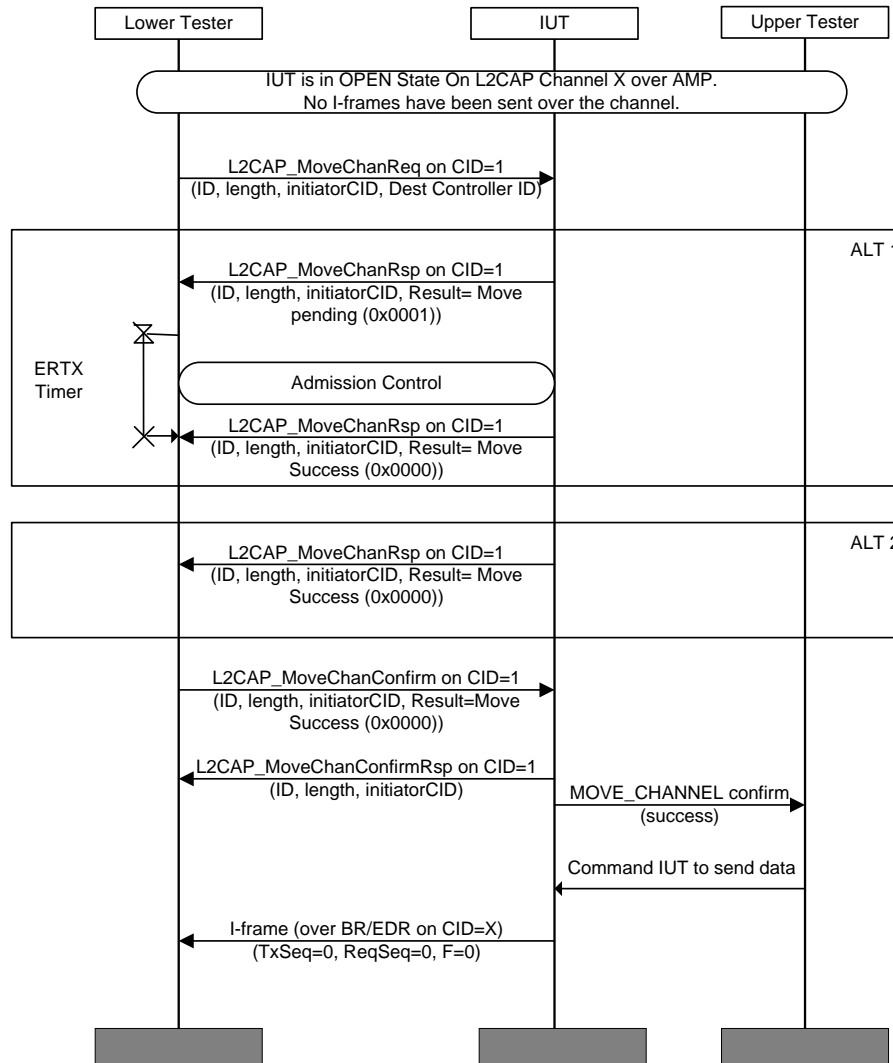 Lower Tester
IUT
Upper Tester
IUT is in OPEN State On L2CAP Channel X over AMP.
No I-frames have been sent over the channel.
L2CAP_MoveChanReq on CID=1
(ID, length, initiatorCID, Dest Controller ID)
ALT 1
L2CAP_MoveChanRsp on CID=1
(ID, length, initiatorCID, Result= Move
pending (0x0001))
ERTX
Timer
Admission Control
L2CAP_MoveChanRsp on CID=1
(ID, length, initiatorCID, Result= Move
Success (0x0000))
ALT 2
L2CAP_MoveChanRsp on CID=1
(ID, length, initiatorCID, Result= Move
Success (0x0000))
L2CAP_MoveChanConfirm on CID=1
(ID, length, initiatorCID, Result=Move
Success (0x0000))
L2CAP_MoveChanConfirmRsp on CID=1
(ID, length, initiatorCID)
MOVE_CHANNEL confirm
(success)
Command IUT to send data
I-frame (over BR/EDR on CID=X)
(TxSeq=0, ReqSeq=0, F=0)